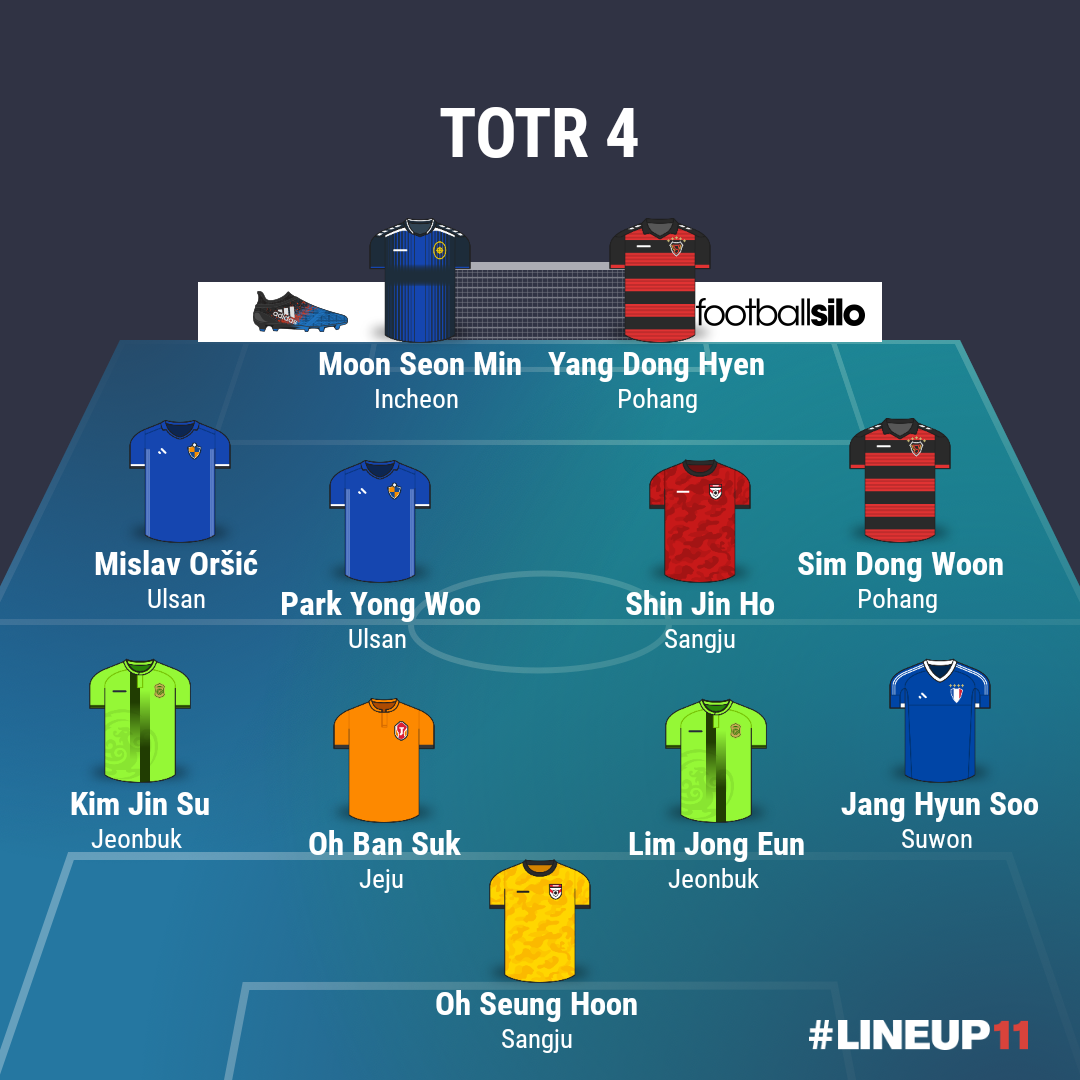 TOTR 4
adidas
footballsilo
Moon Seon Min
Incheon
Yang Dong Hyen
Pohang
Mislav Oršić
Ulsan
Park Yong Woo
Ulsan
Shin Jin Ho
Sangju
Sim Dong Woon
Pohang
Kim Jin Su
Jeonbuk
Oh Ban Suk
Jeju
Lim Jong Eun
Jeonbuk
Jang Hyun Soo
Suwon
Oh Seung Hoon
Sangju
#LINEUP11